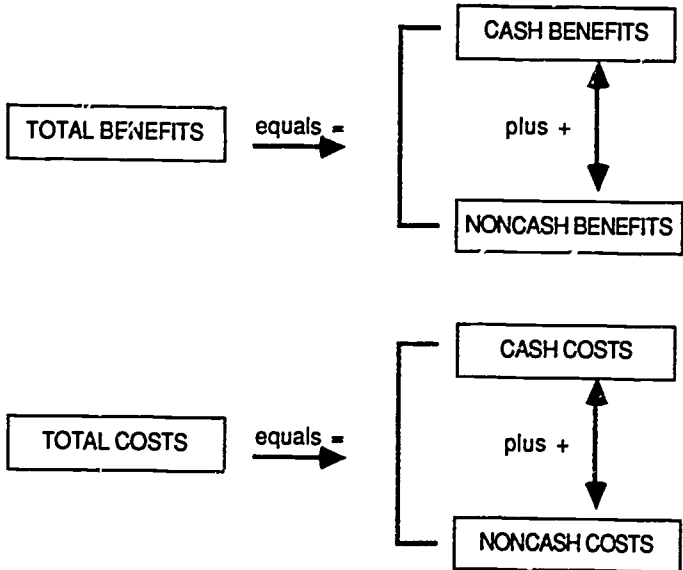 CASH BENEFITS
TOTAL BENEFITS
equals =
plus +
NONCASH BENEFITS
CASH COSTS
TOTAL COSTS
equals =
plus +
NONCASH COSTS